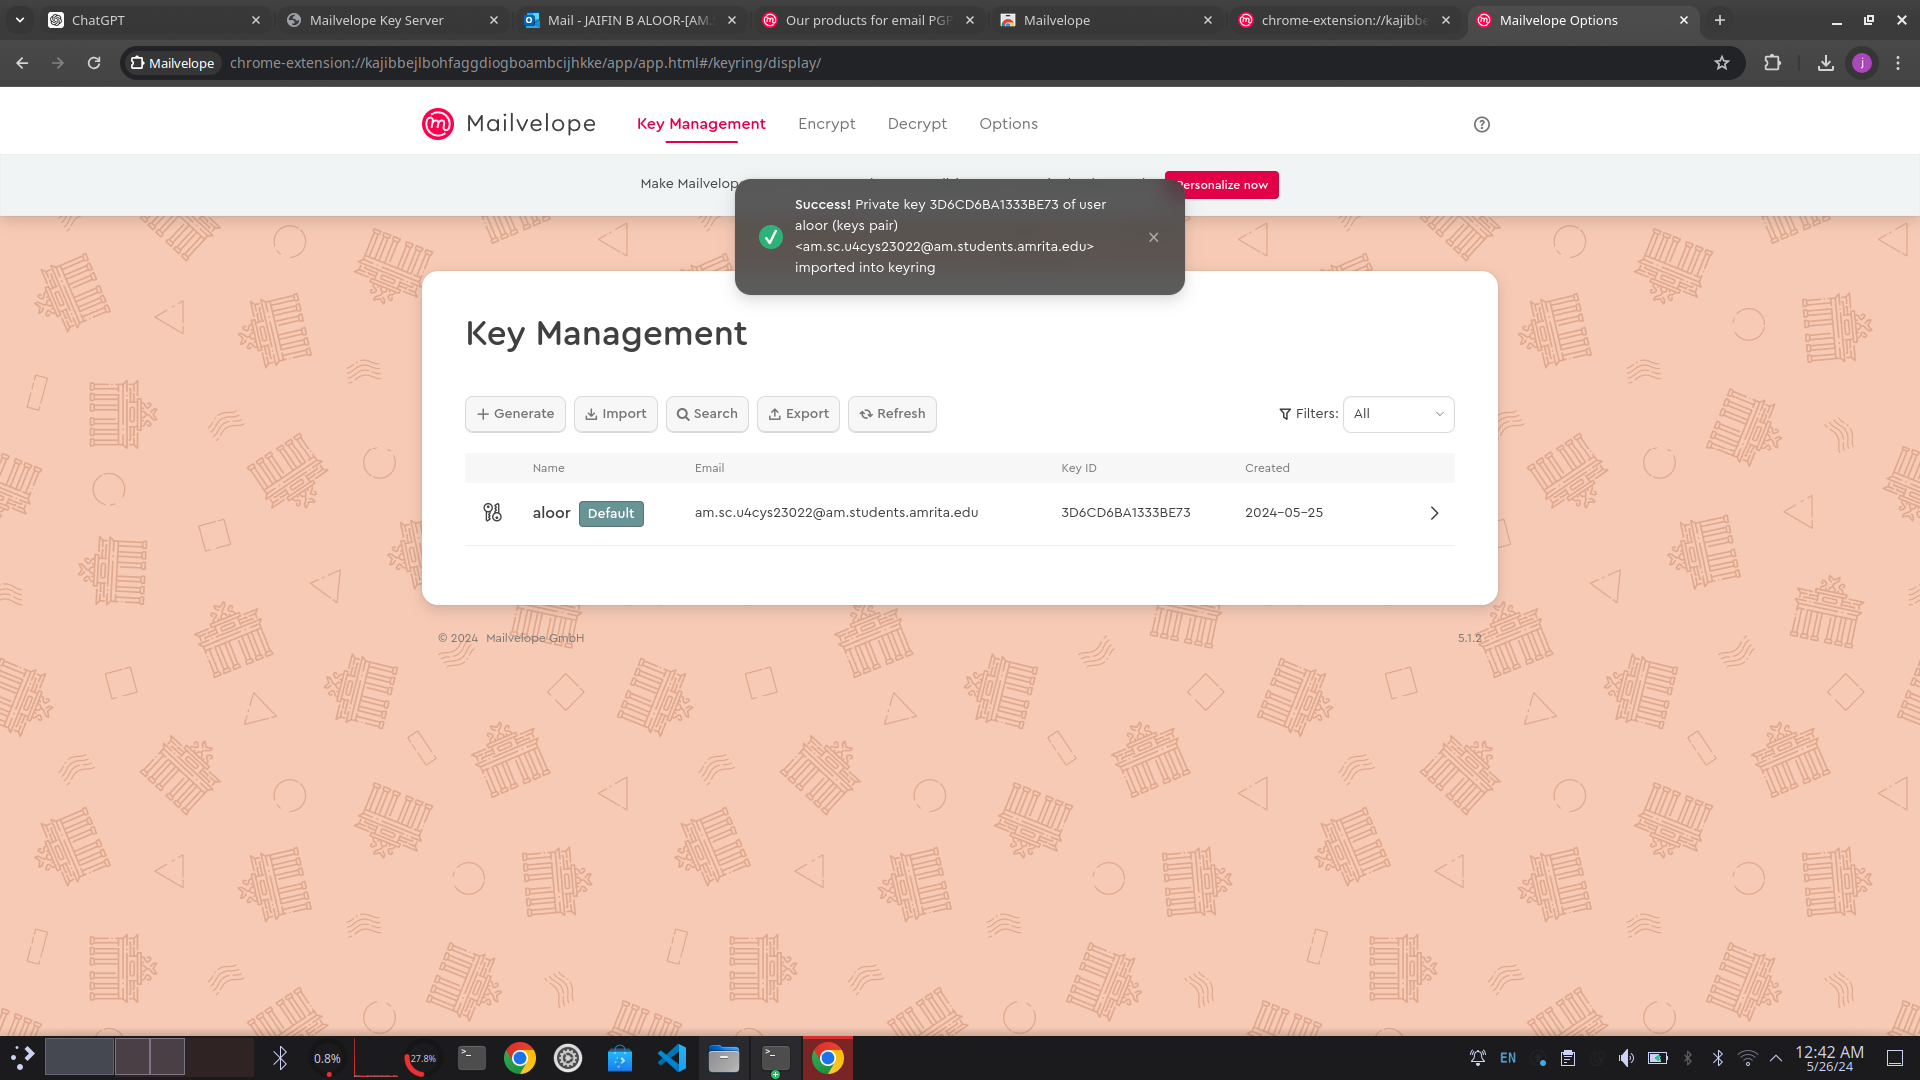 ChatGPT
Mailvelope Key Server
Mail - JAIFIN B ALOOR-[AM.
Our products for email PGP
Mailvelope
chrome-extension://kajibbe
Mailvelope Options
Mailvelope
chrome-extension://kajibbejlbohfaggdiogboambcijhkke/app/app.html#/keyring/display/
j
Mailvelope
Key Management
Encrypt
Decrypt
Options
Make Mailvelop
Personalize now
Success! Private key 3D6CD6BA1333BE73 of user
aloor (keys pair)
<am.sc.u4cys23022@am.students.amrita.edu>
imported into keyring
Key Management
Generate
Import
Search
Export
Refresh
Filters:
All
Name
Email
Key ID
Created
aloor
Default
am.sc.u4cys23022@am.students.amrita.edu
3D6CD6BA1333BE73
2024-05-25
© 2024 Mailvelope GmbH
5.1.2
0.8%
27.8%
EN
12:42 AM
5/26/24